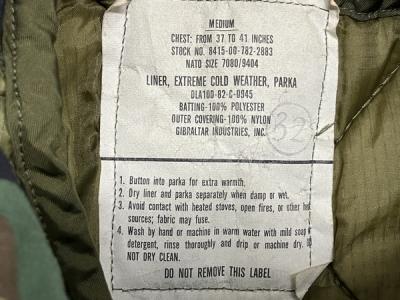 MEDIUM
CHEST: FROM 37 TO 41 INCHES
STOCK NO. 8415-00-782-2883
NATO SIZE 7080/9404
LINER, EXTREME COLD WEATHER, PARKA
DLA100-82-C-0945
BATTING-100% POLYESTER
OUTER COVERING-100% NYLON
GIBRALTAR INDUSTRIES, INC.
32
1. Button into parka for extra warmth.
2. Dry liner and parka separately when damp or wet.
3. Avoid contact with heated stoves, open fires, or other
sources; fabric may fuse.
4. Wash by hand or machine in warm water with mild
detergent, rinse thoroughly and drip or machine dry.
NOT DRY CLEAN.
DO NOT REMOVE THIS LABEL